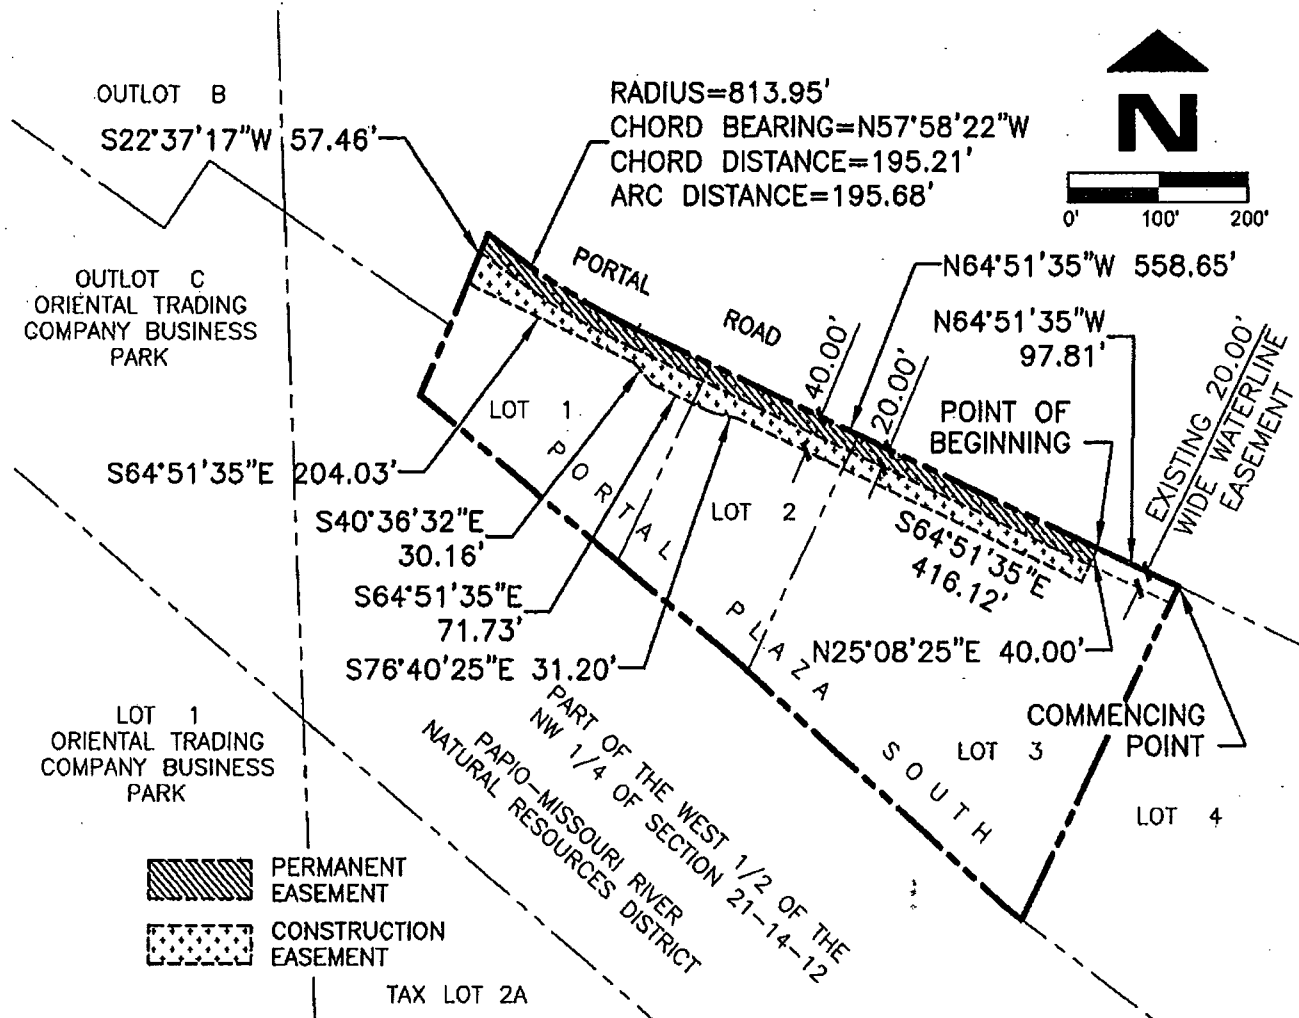 OUTLOT B
S22°37'17"W 57.46'
RADIUS=813.95'
CHORD BEARING=N57°58'22"W
CHORD DISTANCE=195.21'
ARC DISTANCE=195.68'
N
0' 100' 200'
OUTLOT C
ORIENTAL TRADING
COMPANY BUSINESS
PARK
PORTAL
ROAD
N64°51'35"W 558.65'
N64°51'35"W
97.81'
40.00'
20.00'
POINT OF
BEGINNING
EXISTING 20.00'
WIDE WATERLINE
EASEMENT
LOT 1
S64°51'35"E 204.03'
LOT 2
S40°36'32"E
30.16'
S64°51'35"E
416.12'
S64°51'35"E
71.73'
S76°40'25"E 31.20'
N25°08'25"E 40.00'
PORTAL PLAZA SOUTH
COMMENCING
POINT
LOT 3
LOT 4
LOT 1
ORIENTAL TRADING
COMPANY BUSINESS
PARK
PART OF THE WEST 1/2 OF THE
NW 1/4 OF SECTION 21-14-12
PAPIO-MISSOURI RIVER
NATURAL RESOURCES DISTRICT
PERMANENT
EASEMENT
CONSTRUCTION
EASEMENT
TAX LOT 2A